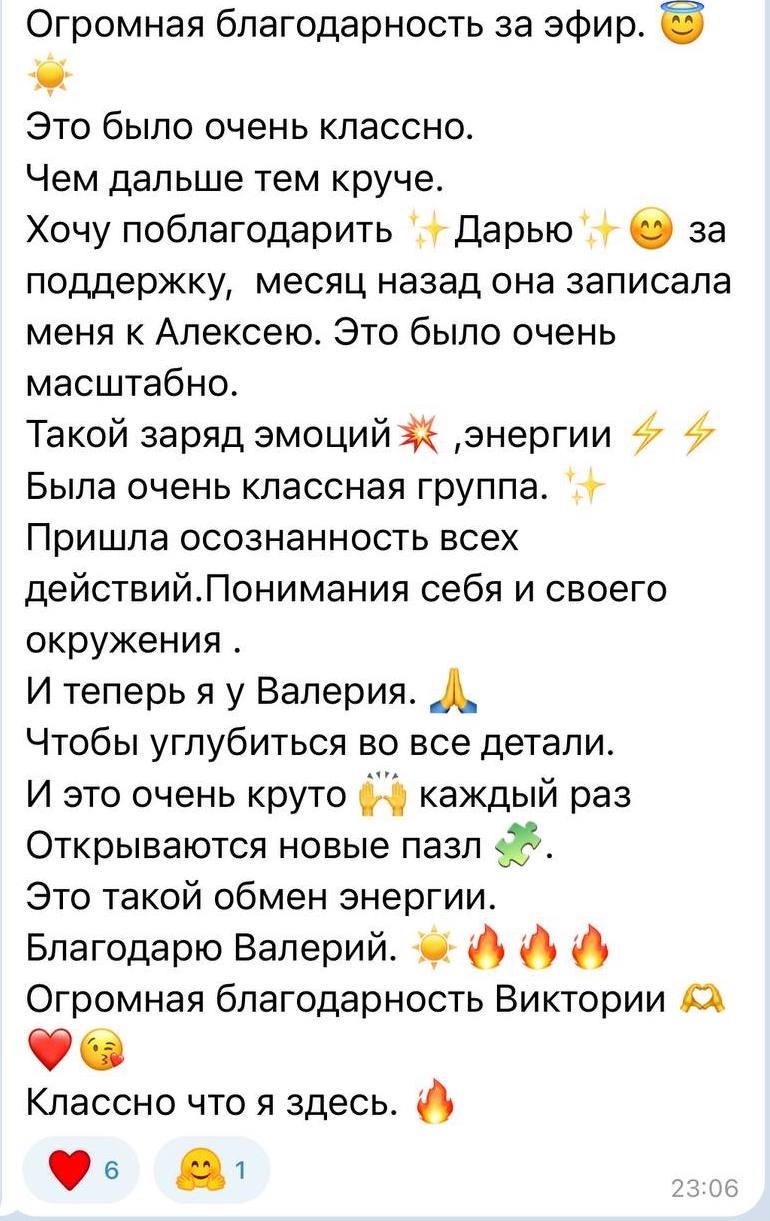 Огромная благодарность за эфир. 😇
☀️
Это было очень классно.
Чем дальше тем круче.
Хочу поблагодарить ✨Дарью✨😊 за
поддержку,  месяц назад она записала
меня к Алексею. Это было очень
масштабно.
Такой заряд эмоций💥 ,энергии ⚡⚡
Была очень классная группа. ✨
Пришла осознанность всех
действий.Понимания себя и своего
окружения .
И теперь я у Валерия. 🙏
Чтобы углубиться во все детали.
И это очень круто 🙌 каждый раз
Открываются новые пазл 🧩.
Это такой обмен энергии.
Благодарю Валерий. ☀️🔥🔥🔥
Огромная благодарность Виктории 🫶
❤️😘
Классно что я здесь. 🔥
❤️ 6 🤗 1
23:06